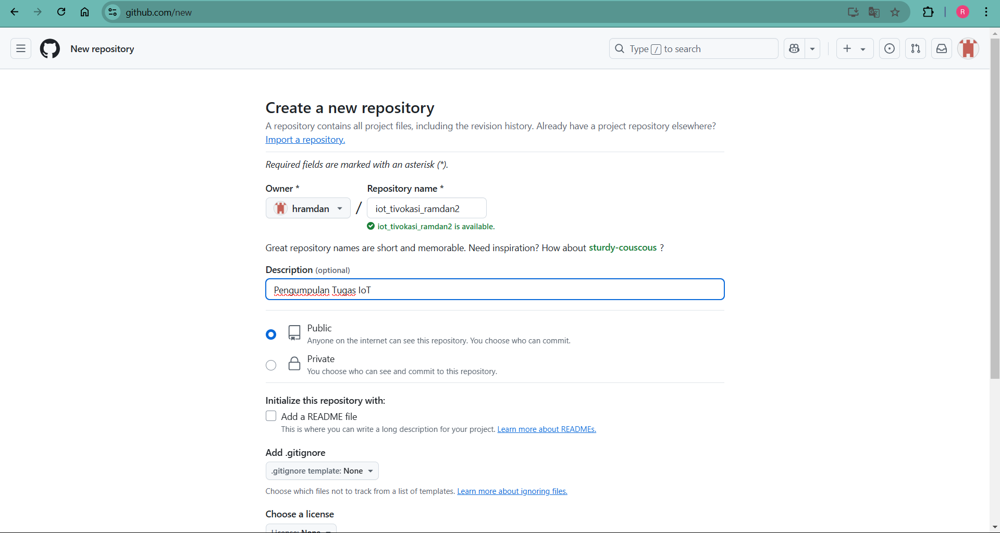 github.com/new
R
New repository
Type / to search
Create a new repository
A repository contains all project files, including the revision history. Already have a project repository elsewhere?
Import a repository.
Required fields are marked with an asterisk (*).
Owner * Repository name *
hramdan / iot_tivokasi_ramdan2
iot_tivokasi_ramdan2 is available.
Great repository names are short and memorable. Need inspiration? How about sturdy-couscous ?
Description (optional)
Pengumpulan Tugas IoT
Public
Anyone on the internet can see this repository. You choose who can commit.
Private
You choose who can see and commit to this repository.
Initialize this repository with:
Add a README file
This is where you can write a long description for your project. Learn more about READMEs.
Add .gitignore
.gitignore template: None
Choose which files not to track from a list of templates. Learn more about ignoring files.
Choose a license
License: None